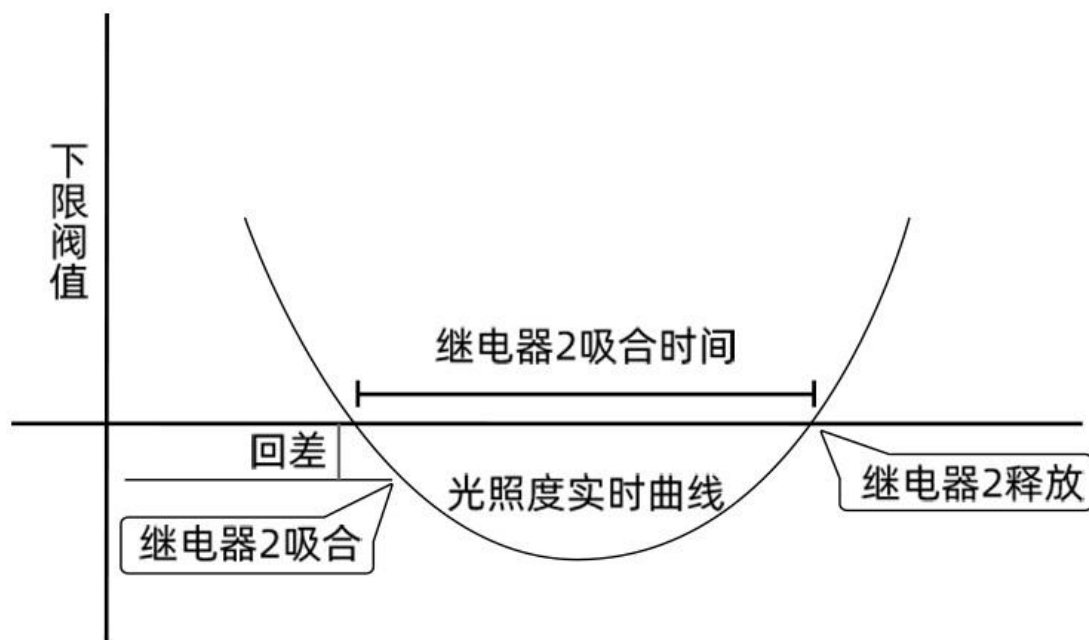 下限阀值
继电器2吸合时间
回差
光照度实时曲线
继电器2释放
继电器2吸合